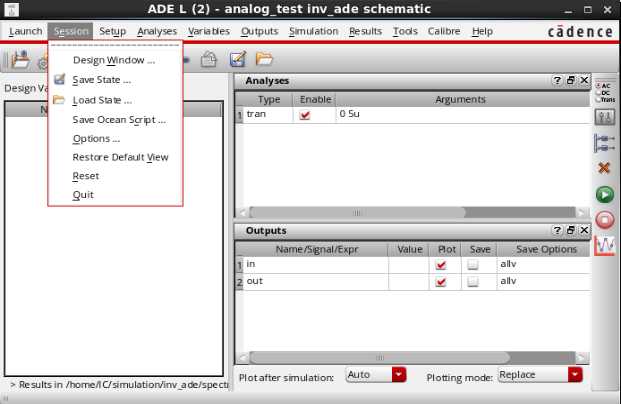 ADE L (2) - analog_test inv_ade schematic
Launch Session Setup Analyses Variables Outputs Simulation Results Tools Calibre Help cādence
Design Window ...
Save State ...
Load State ...
Save Ocean Script ...
Options ...
Restore Default View
Reset
Quit
Design Va
N
Analyses
Type Enable Arguments
1 tran 0 5u
Outputs
Name/Signal/Expr Value Plot Save Save Options
1 in allv
2 out allv
Plot after simulation: Auto Plotting mode: Replace
> Results in /home/IC/simulation/inv_ade/spectr
AC
DC
Trans